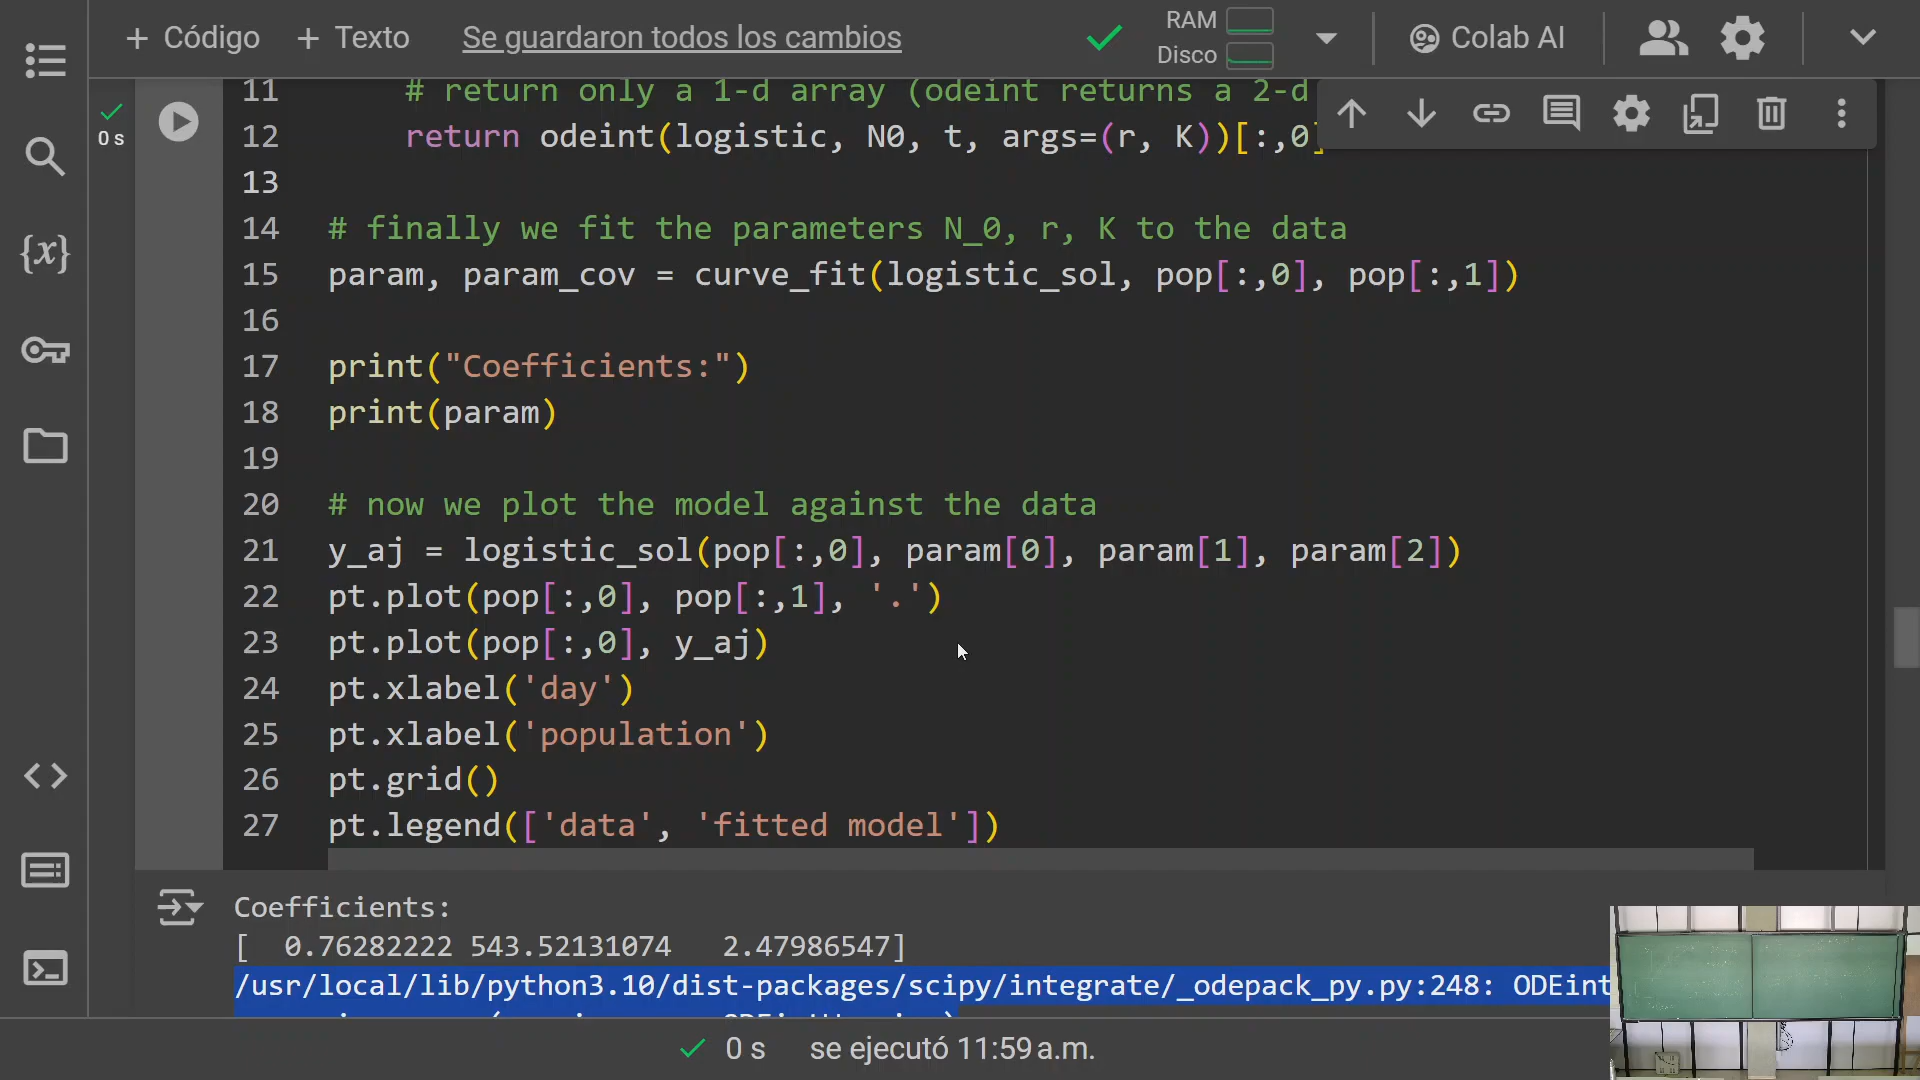 + Código + Texto Se guardaron todos los cambios RAM Disco Colab AI
0 s
11 # return only a 1-d array (odeint returns a 2-d
12 return odeint(logistic, N0, t, args=(r, K))[:,0]
13
14 # finally we fit the parameters N_0, r, K to the data
15 param, param_cov = curve_fit(logistic_sol, pop[:,0], pop[:,1])
16
17 print("Coefficients:")
18 print(param)
19
20 # now we plot the model against the data
21 y_aj = logistic_sol(pop[:,0], param[0], param[1], param[2])
22 pt.plot(pop[:,0], pop[:,1], '.')
23 pt.plot(pop[:,0], y_aj)
24 pt.xlabel('day')
25 pt.xlabel('population')
26 pt.grid()
27 pt.legend(['data', 'fitted model'])
Coefficients:
[ 0.76282222 543.52131074 2.47986547]
/usr/local/lib/python3.10/dist-packages/scipy/integrate/_odepack_py.py:248: ODEint
0 s se ejecutó 11:59 a.m.